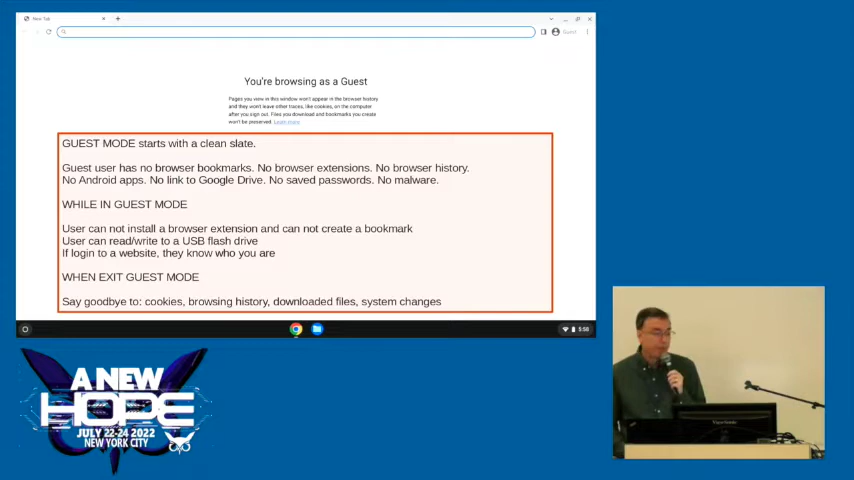 New Tab
Guest
You're browsing as a Guest
Pages you view in this window won't appear in the browser history
and they won't leave other traces, like cookies, on the computer
after you sign out. Files you download and bookmarks you create
won't be preserved. Learn more
GUEST MODE starts with a clean slate.
Guest user has no browser bookmarks. No browser extensions. No browser history.
No Android apps. No link to Google Drive. No saved passwords. No malware.
WHILE IN GUEST MODE
User can not install a browser extension and can not create a bookmark
User can read/write to a USB flash drive
If login to a website, they know who you are
WHEN EXIT GUEST MODE
Say goodbye to: cookies, browsing history, downloaded files, system changes
5:58
A NEW
HOPE
JULY 22-24 2022
NEW YORK CITY
ViewSonic